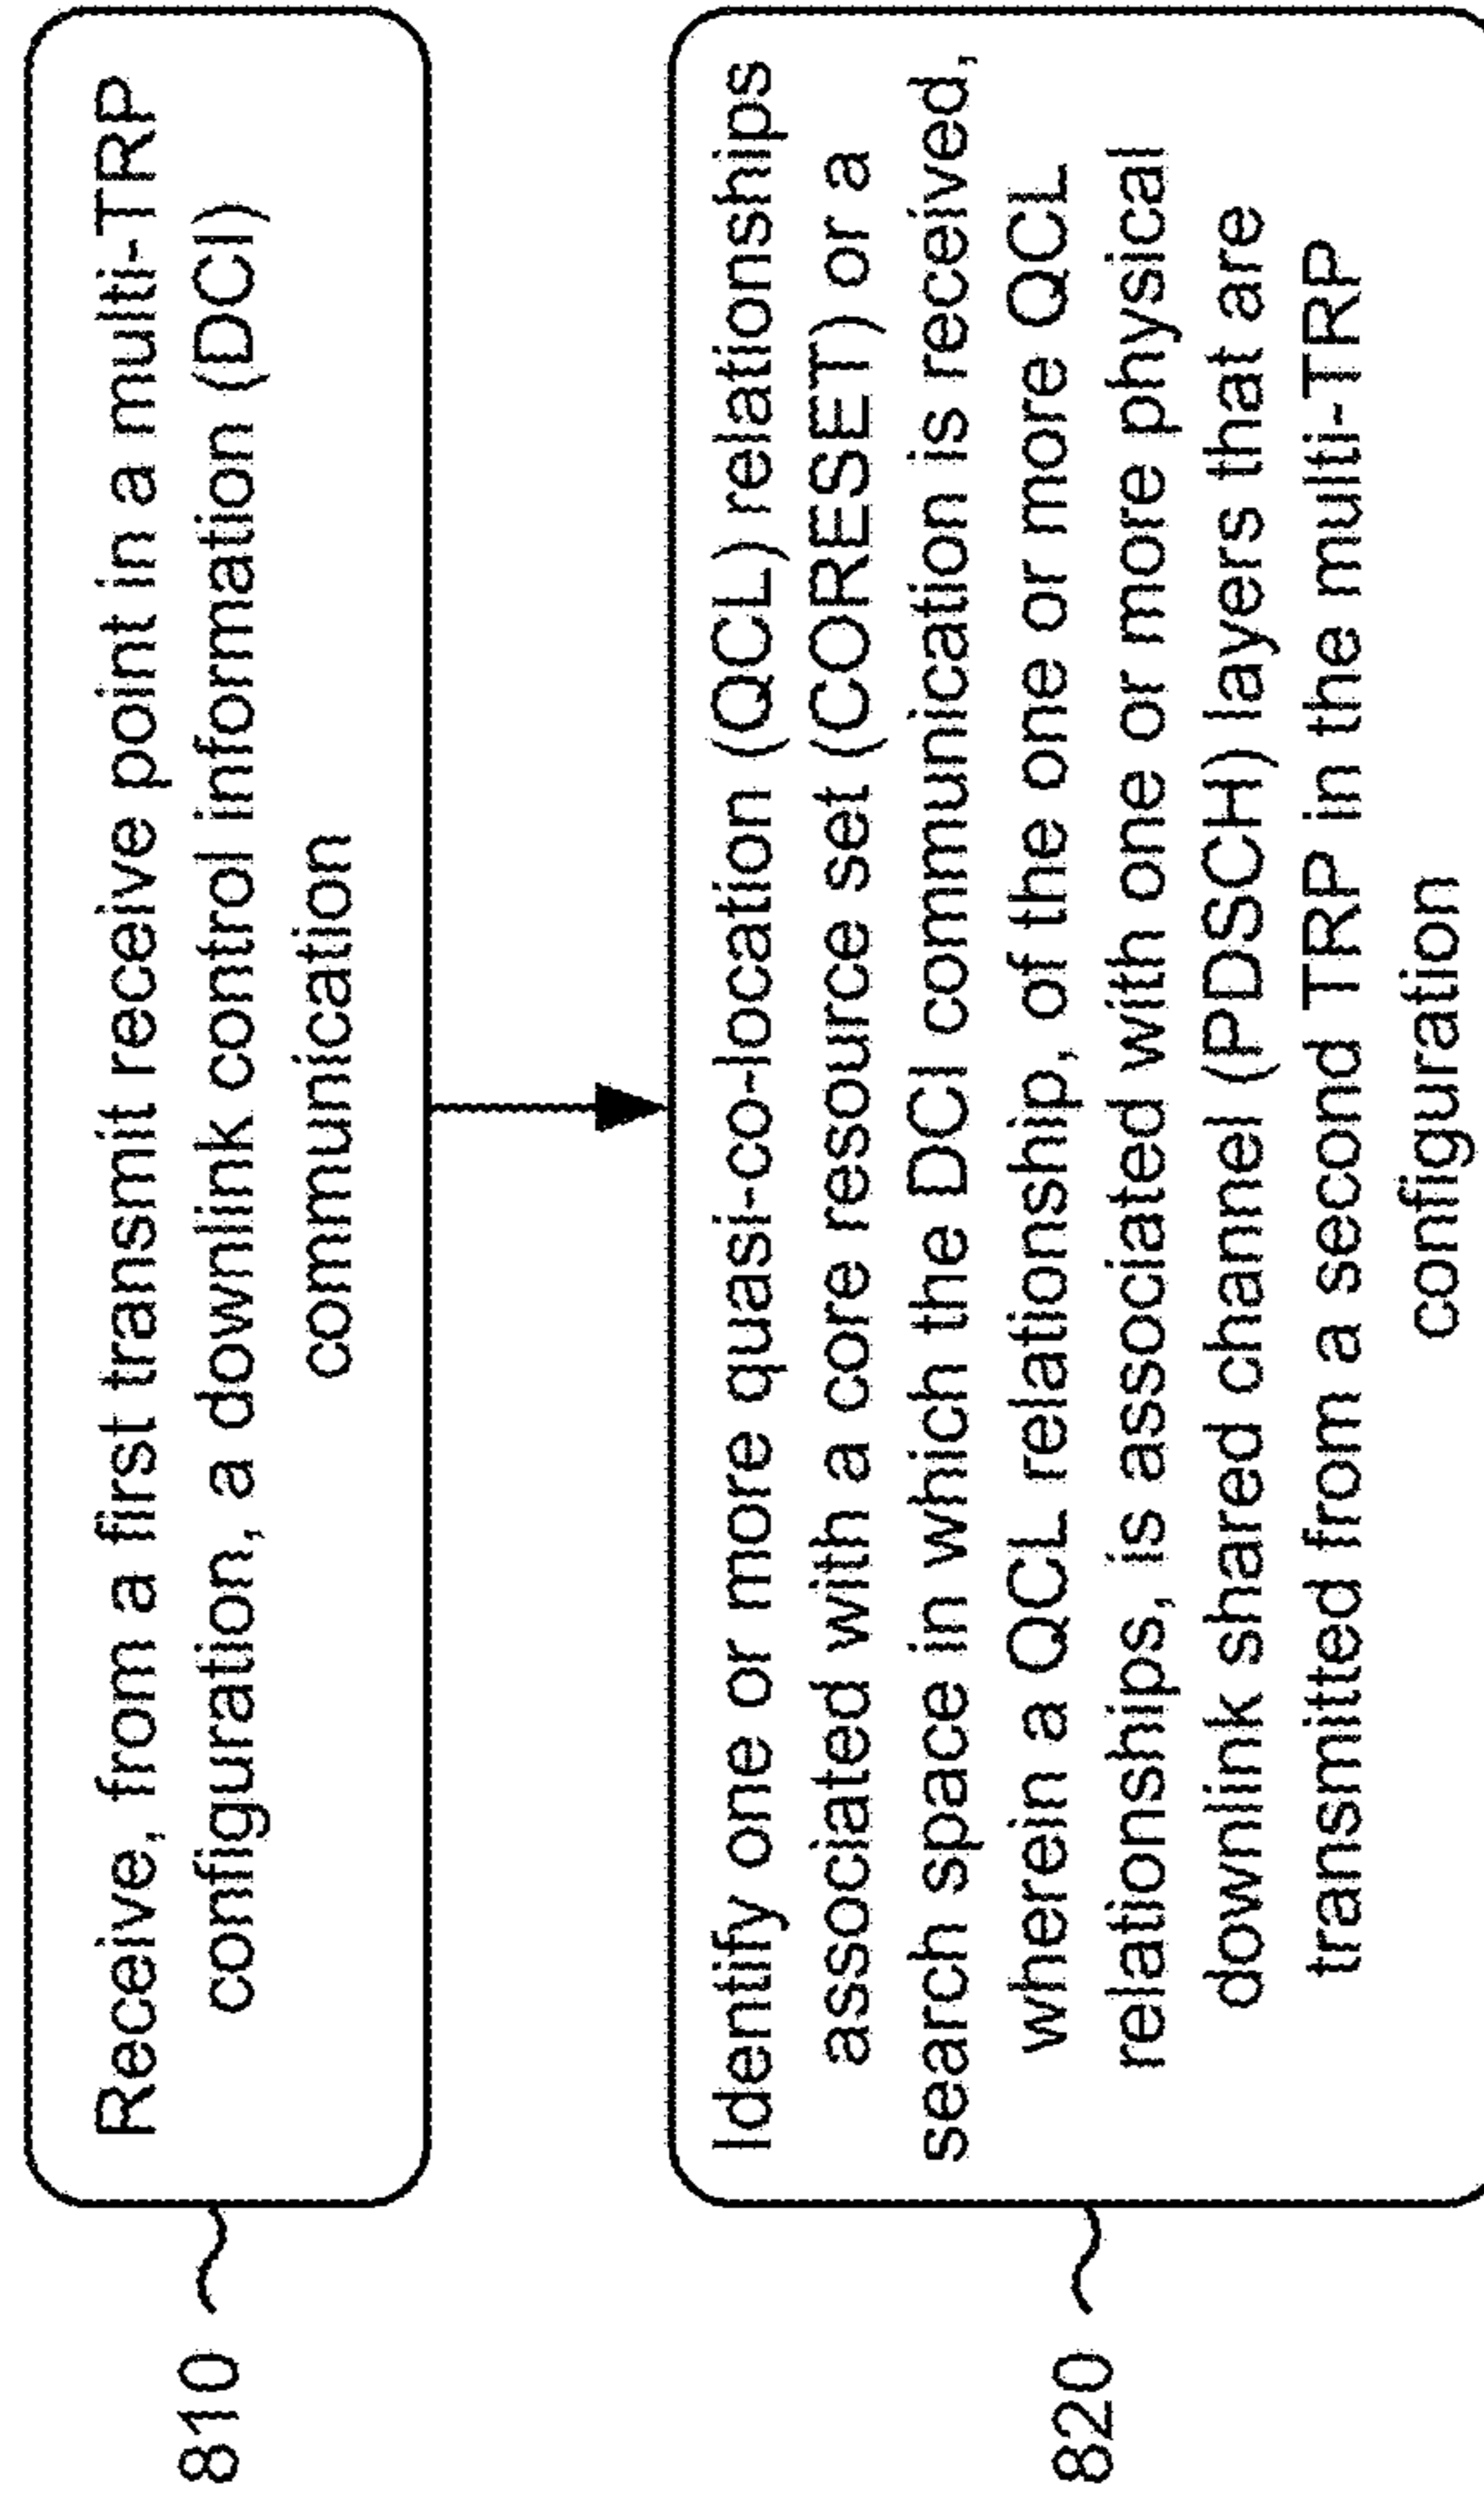 810
Receive, from a first transmit receive point in a multi-TRP
configuration, a downlink control information (DCI)
communication
820
Identify one or more quasi-co-location (QCL) relationships
associated with a core resource set (CORESET) or a
search space in which the DCI communication is received,
wherein a QCL relationship, of the one or more QCL
relationships, is associated with one or more physical
downlink shared channel (PDSCH) layers that are
transmitted from a second TRP in the multi-TRP
configuration